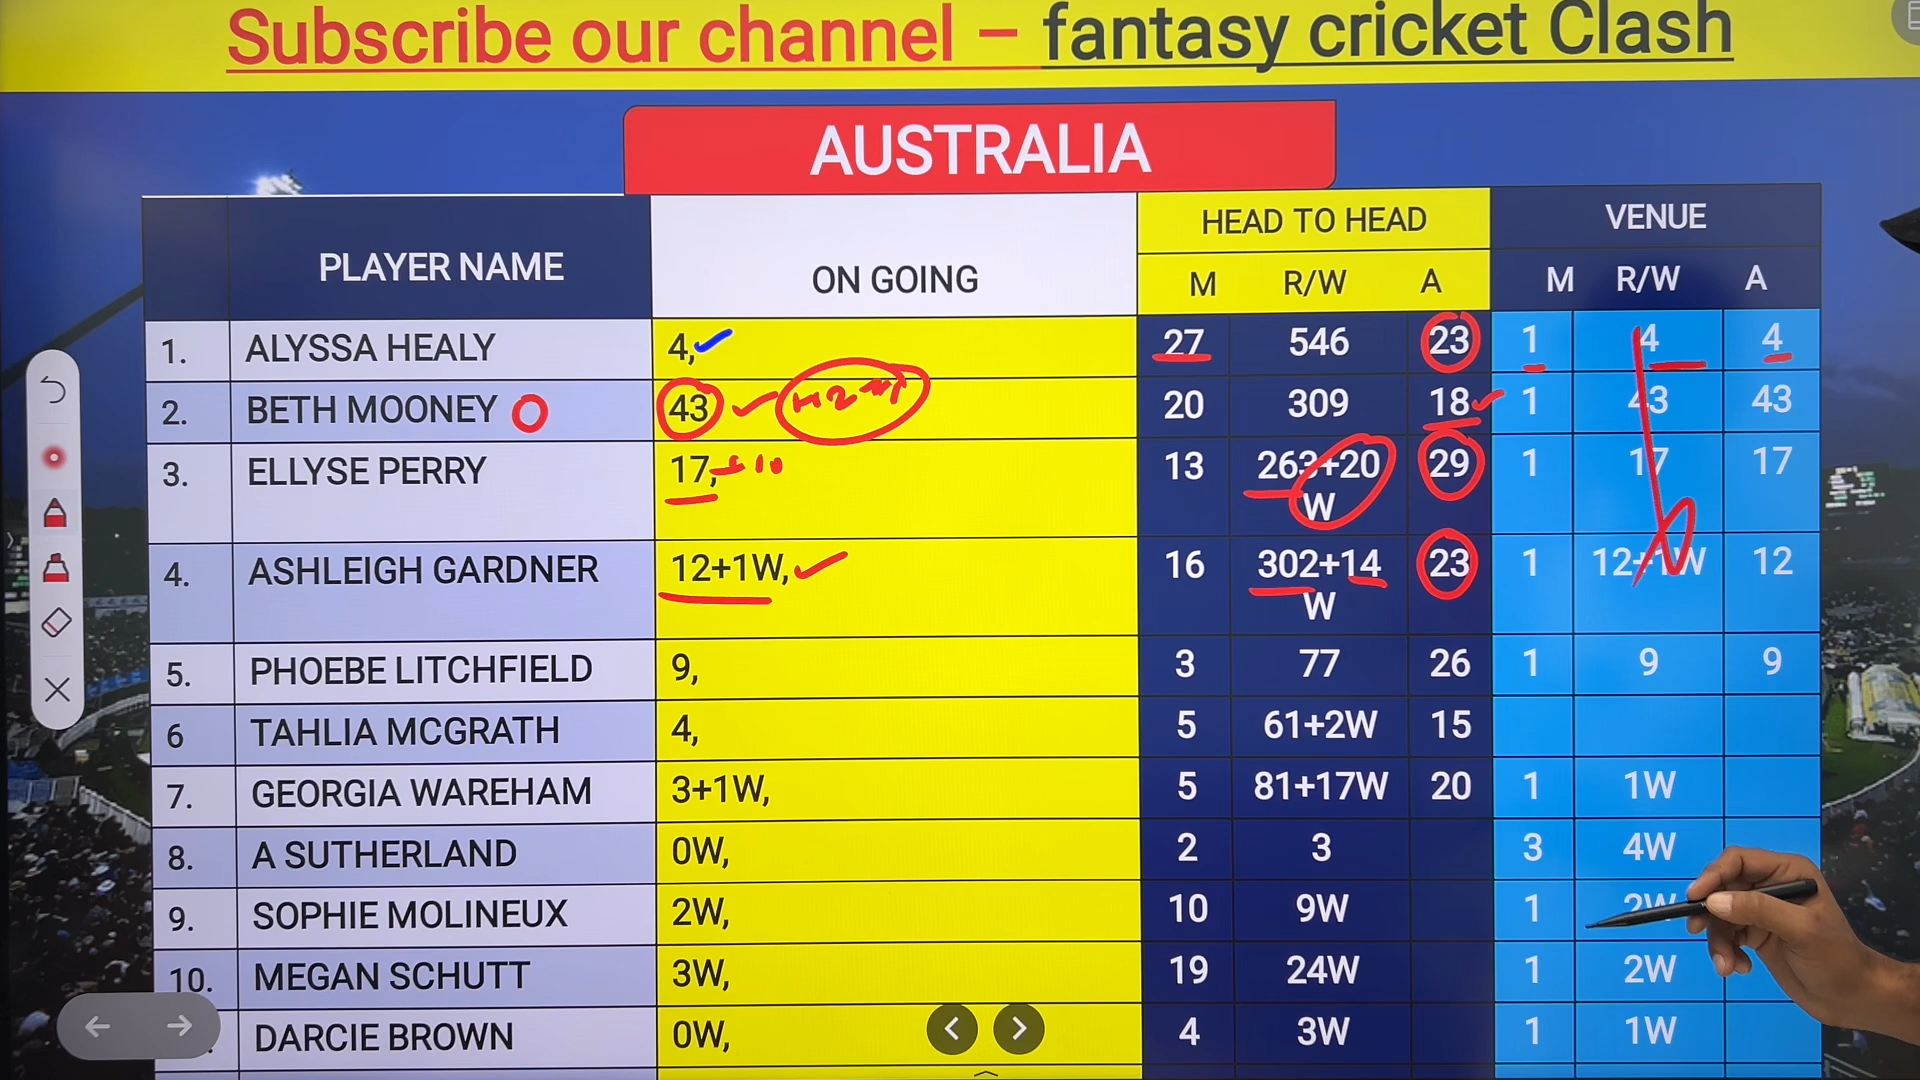 Subscribe our channel – fantasy cricket Clash
AUSTRALIA
PLAYER NAME ON GOING HEAD TO HEAD VENUE
M R/W A M R/W A
1. ALYSSA HEALY 4, 27 546 23 1 4 4
2. BETH MOONEY 43 20 309 18 1 43 43
3. ELLYSE PERRY 17, 13 263+20 29 1 17 17
W
4. ASHLEIGH GARDNER 12+1W, 16 302+14 23 1 12+1W 12
W
5. PHOEBE LITCHFIELD 9, 3 77 26 1 9 9
6 TAHLIA MCGRATH 4, 5 61+2W 15
7. GEORGIA WAREHAM 3+1W, 5 81+17W 20 1 1W
8. A SUTHERLAND 0W, 2 3 3 4W
9. SOPHIE MOLINEUX 2W, 10 9W 1 2W
10. MEGAN SCHUTT 3W, 19 24W 1 2W
DARCIE BROWN 0W, 4 3W 1 1W